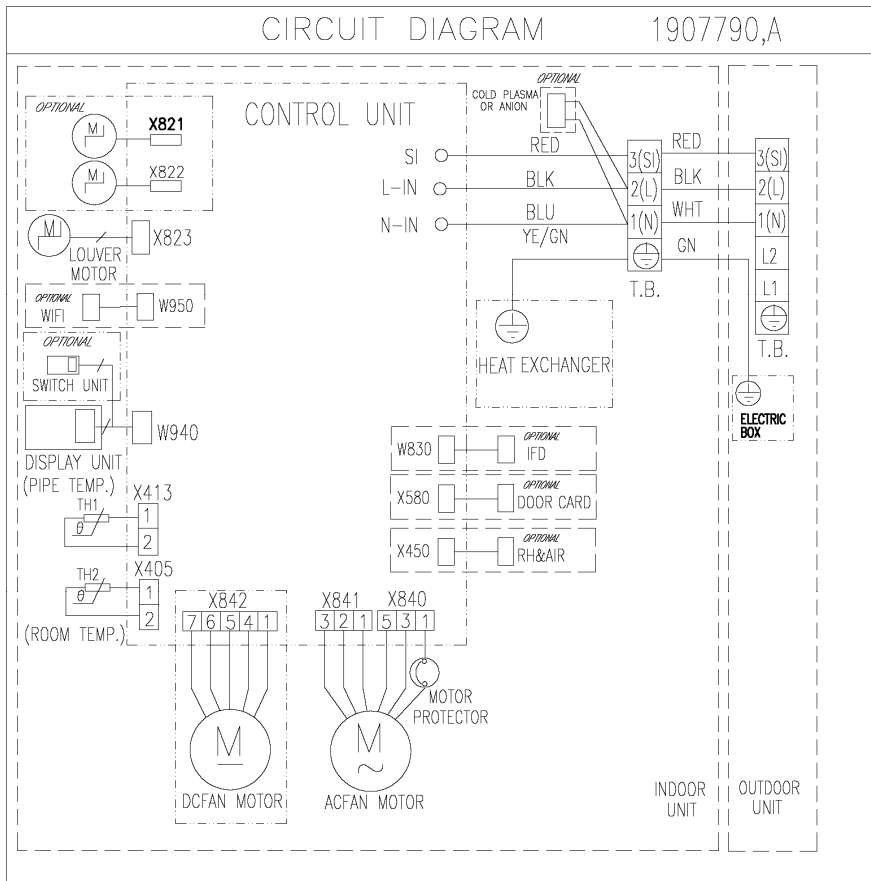 CIRCUIT DIAGRAM 1907790,A
OPTIONAL
M X821
M X822
M X823
LOUVER
MOTOR
OPTIONAL
WIFI W950
OPTIONAL
SWITCH UNIT
W940
DISPLAY UNIT
(PIPE TEMP.)
TH1 X413
θ 1
2
TH2 X405
θ 1
2
(ROOM TEMP.)
CONTROL UNIT
SI
L-IN
N-IN
RED
BLK
BLU
YE/GN
OPTIONAL
COLD PLASMA
OR ANION
3(SI)
2(L)
1(N)
T.B.
RED
BLK
WHT
GN
3(SI)
2(L)
1(N)
L2
L1
T.B.
HEAT EXCHANGER
ELECTRIC
BOX
W830 OPTIONAL
IFD
X580 OPTIONAL
DOOR CARD
X450 OPTIONAL
RH&AIR
X842
7 6 5 4 1
M
DCFAN MOTOR
X841 X840
3 2 1 5 3 1
M
~
ACFAN MOTOR
MOTOR
PROTECTOR
INDOOR
UNIT
OUTDOOR
UNIT